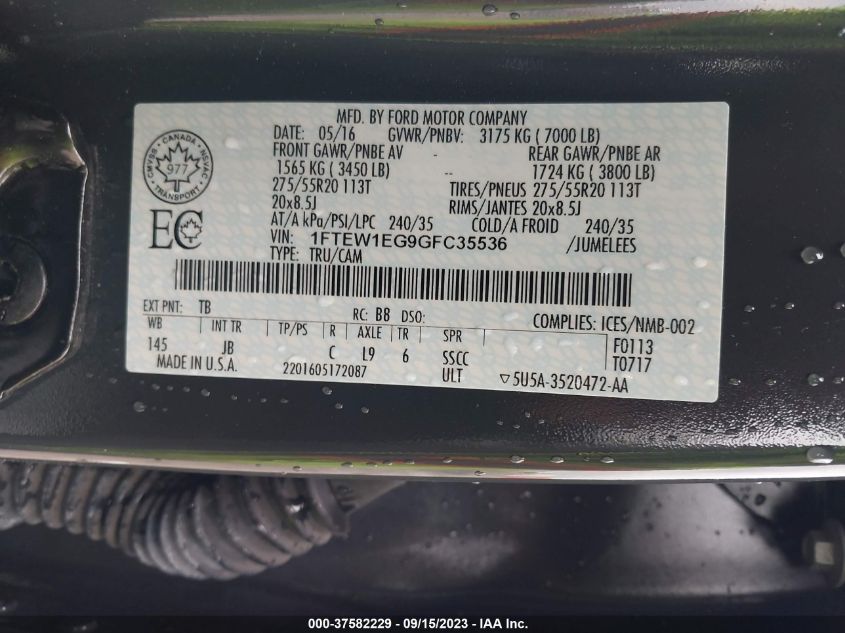 MFD. BY FORD MOTOR COMPANY
DATE: 05/16 GVWR/PNBV: 3175 KG ( 7000 LB)
FRONT GAWR/PNBE AV - REAR GAWR/PNBE AR
1565 KG ( 3450 LB) 1724 KG ( 3800 LB)
275/55R20 113T TIRES/PNEUS 275/55R20 113T
20x8.5J RIMS/JANTES 20x8.5J
AT/A kPa/PSI/LPC 240/35 COLD/A FROID 240/35
VIN: 1FTEW1EG9GFC35536 /JUMELEES
TYPE: TRU/CAM
CANADA
CMVSS NSVAC
977
TRANSPORT
EC
EXT PNT: TB RC: B8 DSO: COMPLIES: ICES/NMB-002
WB INT TR TP/PS R AXLE TR SPR F0113
145 JB C L9 6 SSCC T0717
MADE IN U.S.A. 2201605172087 ULT ▽5U5A-3520472-AA
000-37582229 - 09/15/2023 - IAA Inc.